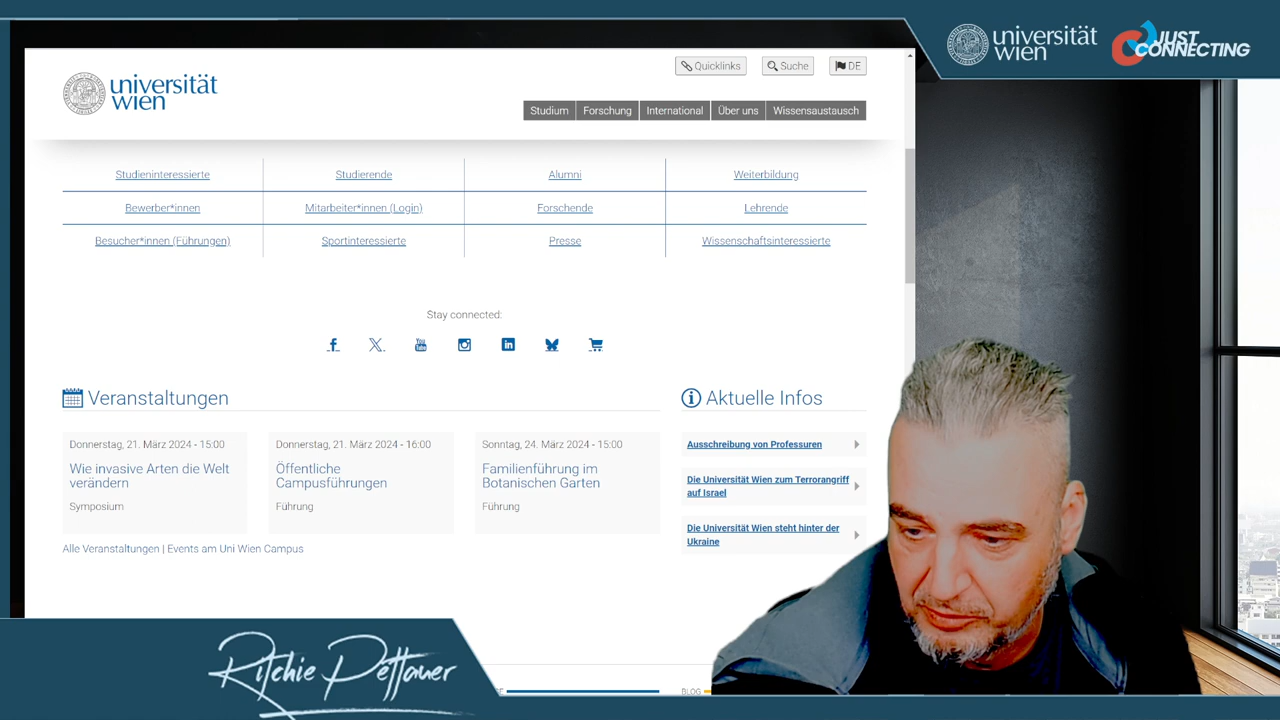 universität
wien
JUST
CONNECTING
universität
wien
Quicklinks
Suche
DE
Studium
Forschung
International
Über uns
Wissensaustausch
Studieninteressierte
Studierende
Alumni
Weiterbildung
Bewerber*innen
Mitarbeiter*innen (Login)
Forschende
Lehrende
Besucher*innen (Führungen)
Sportinteressierte
Presse
Wissenschaftsinteressierte
Stay connected:
Veranstaltungen
Donnerstag, 21. März 2024 - 15:00
Wie invasive Arten die Welt
verändern
Symposium
Donnerstag, 21. März 2024 - 16:00
Öffentliche
Campusführungen
Führung
Sonntag, 24. März 2024 - 15:00
Familienführung im
Botanischen Garten
Führung
Alle Veranstaltungen | Events am Uni Wien Campus
Aktuelle Infos
Ausschreibung von Professuren
Die Universität Wien zum Terrorangriff
auf Israel
Die Universität Wien steht hinter der
Ukraine
Ritchie Pettauer
BLOG